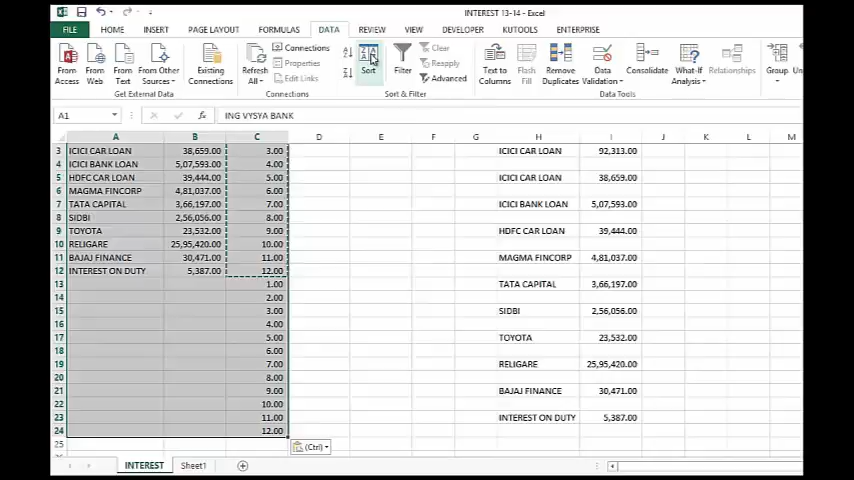 INTEREST 13-14 - Excel
FILE HOME INSERT PAGE LAYOUT FORMULAS DATA REVIEW VIEW DEVELOPER KUTOOLS ENTERPRISE
From Access
From Web
From Text
From Other Sources
Existing Connections
Get External Data
Refresh All
Connections
Properties
Edit Links
Connections
Sort
Filter
Clear
Reapply
Advanced
Sort & Filter
Text to Columns
Flash Fill
Remove Duplicates
Data Validation
Consolidate
What-If Analysis
Relationships
Data Tools
Group
A1 fx ING VYSYA BANK
A B C D E F G H I J K L M
3 ICICI CAR LOAN 38,659.00 3.00 ICICI CAR LOAN 92,313.00
4 ICICI BANK LOAN 5,07,593.00 4.00
5 HDFC CAR LOAN 39,444.00 5.00 ICICI CAR LOAN 38,659.00
6 MAGMA FINCORP 4,81,037.00 6.00
7 TATA CAPITAL 3,66,197.00 7.00 ICICI BANK LOAN 5,07,593.00
8 SIDBI 2,56,056.00 8.00
9 TOYOTA 23,532.00 9.00 HDFC CAR LOAN 39,444.00
10 RELIGARE 25,95,420.00 10.00
11 BAJAJ FINANCE 30,471.00 11.00 MAGMA FINCORP 4,81,037.00
12 INTEREST ON DUTY 5,387.00 12.00
13 1.00 TATA CAPITAL 3,66,197.00
14 2.00
15 3.00 SIDBI 2,56,056.00
16 4.00
17 5.00 TOYOTA 23,532.00
18 6.00
19 7.00 RELIGARE 25,95,420.00
20 8.00
21 9.00 BAJAJ FINANCE 30,471.00
22 10.00
23 11.00 INTEREST ON DUTY 5,387.00
24 12.00
25 (Ctrl)
INTEREST Sheet1